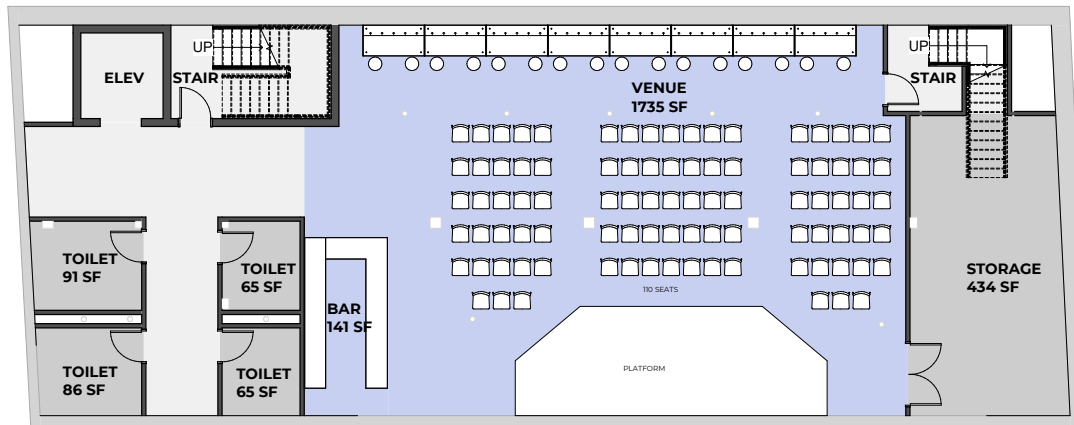 UP
ELEV
STAIR
VENUE
1735 SF
UP
STAIR
TOILET
91 SF
TOILET
65 SF
110 SEATS
STORAGE
434 SF
BAR
141 SF
TOILET
86 SF
TOILET
65 SF
PLATFORM